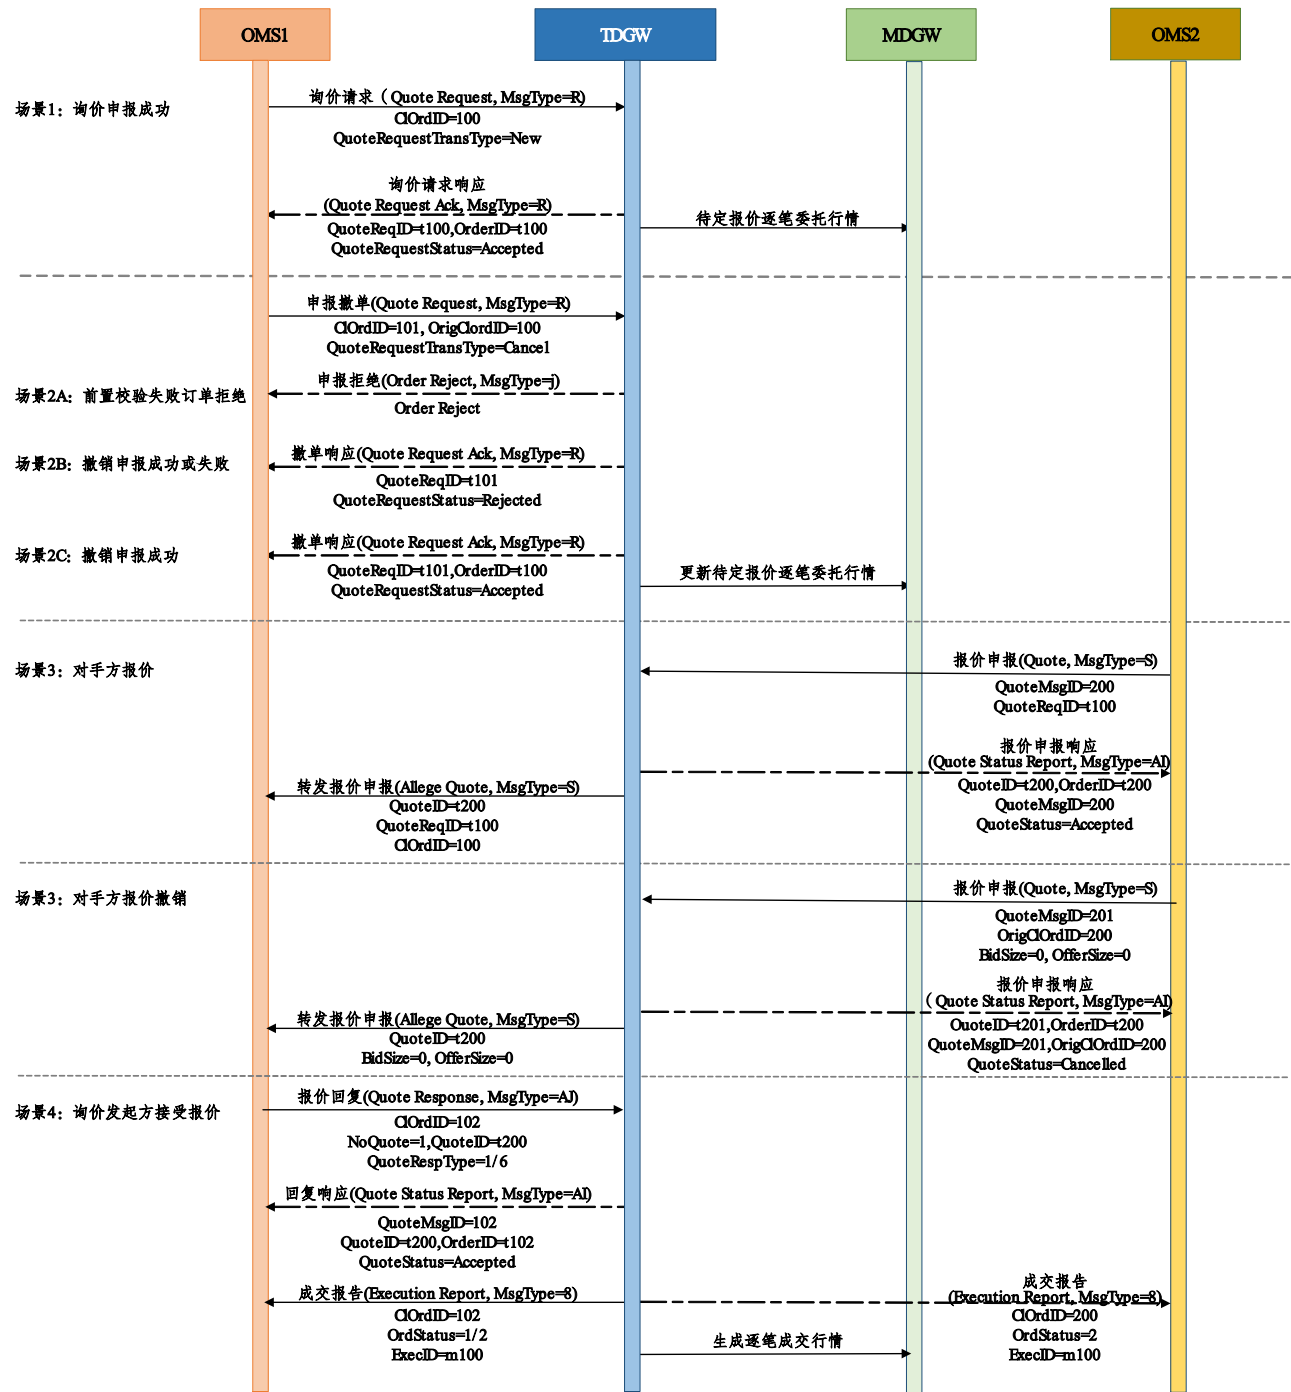 OMS1
TDGW
MDGW
OMS2
场景1：询价申报成功
询价请求（Quote Request, MsgType=R)
ClOrdID=100
QuoteRequestTransType=New
询价请求响应
(Quote Request Ack, MsgType=R)
QuoteReqID=t100,OrderID=t100
QuoteRequestStatus=Accepted
待定报价逐笔委托行情
申报撤单(Quote Request, MsgType=R)
ClOrdID=101, OrigClordID=100
QuoteRequestTransType=Cancel
场景2A：前置校验失败订单拒绝
申报拒绝(Order Reject, MsgType=j)
Order Reject
场景2B：撤销申报成功或失败
撤单响应(Quote Request Ack, MsgType=R)
QuoteReqID=t101
QuoteRequestStatus=Rejected
场景2C：撤销申报成功
撤单响应(Quote Request Ack, MsgType=R)
QuoteReqID=t101,OrderID=t100
QuoteRequestStatus=Accepted
更新待定报价逐笔委托行情
场景3：对手方报价
报价申报(Quote, MsgType=S)
QuoteMsgID=200
QuoteReqID=t100
报价申报响应
(Quote Status Report, MsgType=AI)
QuoteID=t200,OrderID=t200
QuoteMsgID=200
QuoteStatus=Accepted
转发报价申报(Allege Quote, MsgType=S)
QuoteID=t200
QuoteReqID=t100
ClOrdID=100
场景3：对手方报价撤销
报价申报(Quote, MsgType=S)
QuoteMsgID=201
OrigClOrdID=200
BidSize=0, OfferSize=0
报价申报响应
（Quote Status Report, MsgType=AI)
OuoteID=t201,OrderID=t200
QuoteMsgID=201,OrigClOrdID=200
QuoteStatus=Cancelled
转发报价申报(Allege Quote, MsgType=S)
QuoteID=t200
BidSize=0, OfferSize=0
场景4：询价发起方接受报价
报价回复(Quote Response, MsgType=AJ)
ClOrdID=102
NoQuote=1,QuoteID=t200
QuoteRespType=1/6
回复响应(Quote Status Report, MsgType=AI)
QuoteMsgID=102
QuoteID=t200,OrderID=t102
QuoteStatus=Accepted
成交报告(Execution Report, MsgType=8)
ClOrdID=102
OrdStatus=1/2
ExecID=m100
生成逐笔成交行情
成交报告
(Execution Report, MsgType=8)
ClOrdID=200
OrdStatus=2
ExecID=m100